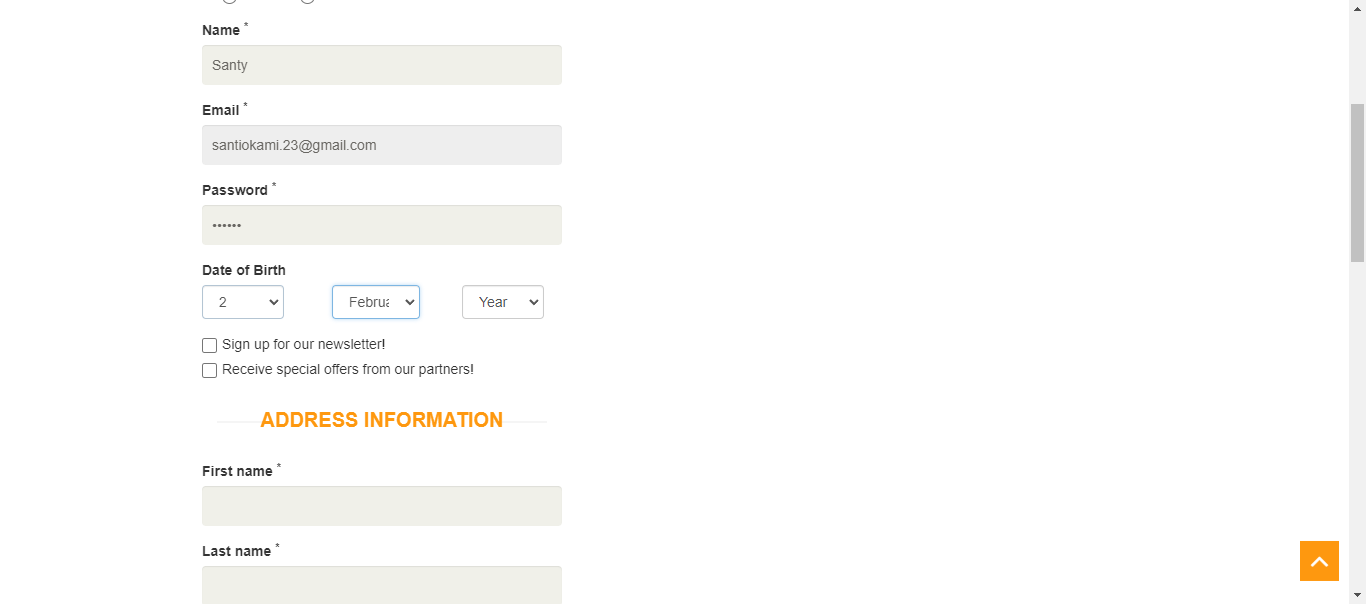 Name *
Santy
Email *
santiokami.23@gmail.com
Password *
••••••
Date of Birth
2 Februa Year
Sign up for our newsletter!
Receive special offers from our partners!
ADDRESS INFORMATION
First name *
Last name *